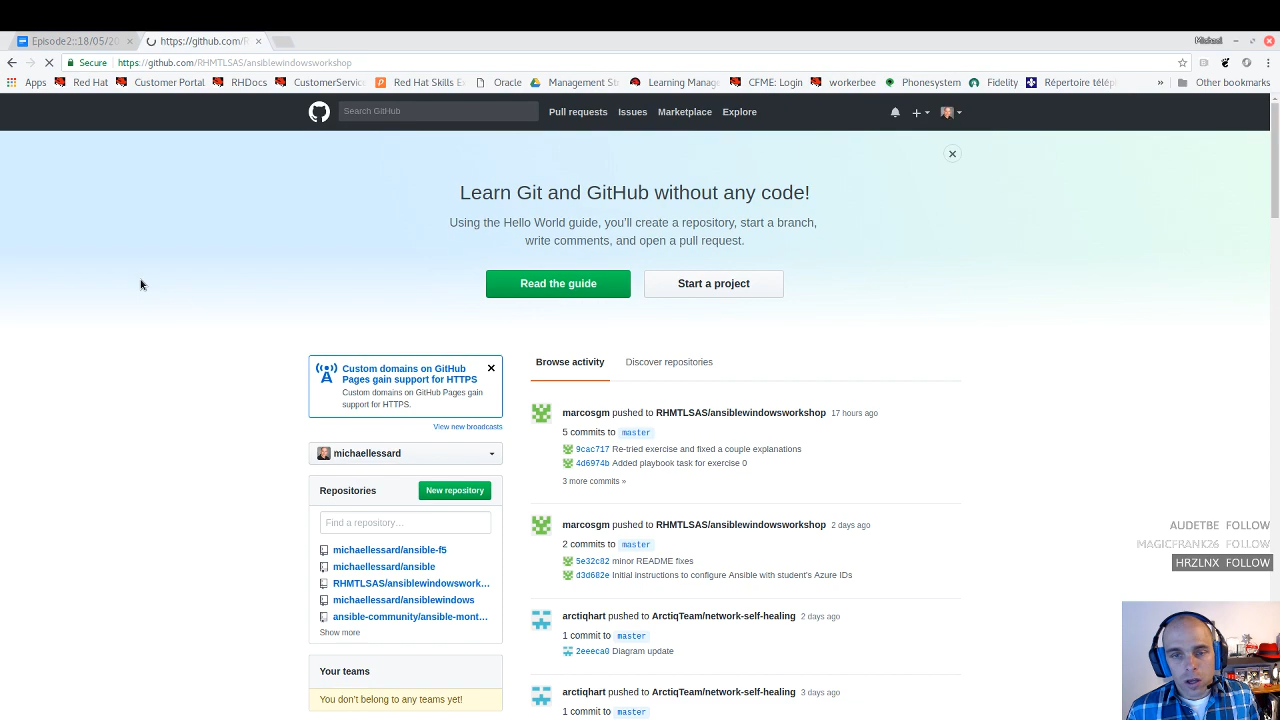 Episode2::18/05/20
https://github.com/R
Michael
Secure
https://github.com/RHMTLSAS/ansiblewindowsworkshop
Apps
Red Hat
Customer Portal
RHDocs
CustomerService
Red Hat Skills E
Oracle
Management St
Learning Manag
CFME: Login
workerbee
Phonesystem
Fidelity
Répertoire télép
»
Other bookmarks
Search GitHub
Pull requests
Issues
Marketplace
Explore
Learn Git and GitHub without any code!
Using the Hello World guide, you'll create a repository, start a branch,
write comments, and open a pull request.
Read the guide
Start a project
Custom domains on GitHub
Pages gain support for HTTPS
Custom domains on GitHub Pages gain
support for HTTPS.
View new broadcasts
michaellessard
Repositories
New repository
Find a repository…
michaellessard/ansible-f5
michaellessard/ansible
RHMTLSAS/ansiblewindowswork…
michaellessard/ansiblewindows
ansible-community/ansible-mont…
Show more
Your teams
You don't belong to any teams yet!
Browse activity
Discover repositories
marcosgm pushed to RHMTLSAS/ansiblewindowsworkshop 17 hours ago
5 commits to master
9cac717 Re-tried exercise and fixed a couple explanations
4d6974b Added playbook task for exercise 0
3 more commits »
marcosgm pushed to RHMTLSAS/ansiblewindowsworkshop 2 days ago
2 commits to master
5e32c82 minor README fixes
d3d682e Initial instructions to configure Ansible with student's Azure IDs
arctiqhart pushed to ArctiqTeam/network-self-healing 2 days ago
1 commit to master
2eeeca0 Diagram update
arctiqhart pushed to ArctiqTeam/network-self-healing 3 days ago
1 commit to master
AUDETBE FOLLOW
MAGICFRANK76 FOLLOW
HRZLNX FOLLOW